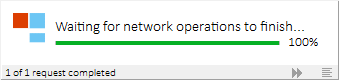 Waiting for network operations to finish...
100%
1 of 1 request completed